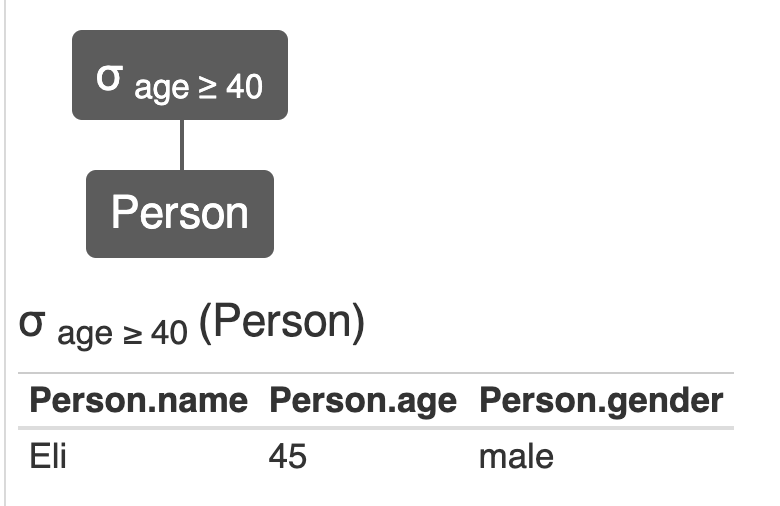 σ age ≥ 40
Person
σ age ≥ 40 (Person)
Person.name Person.age Person.gender
Eli 45 male